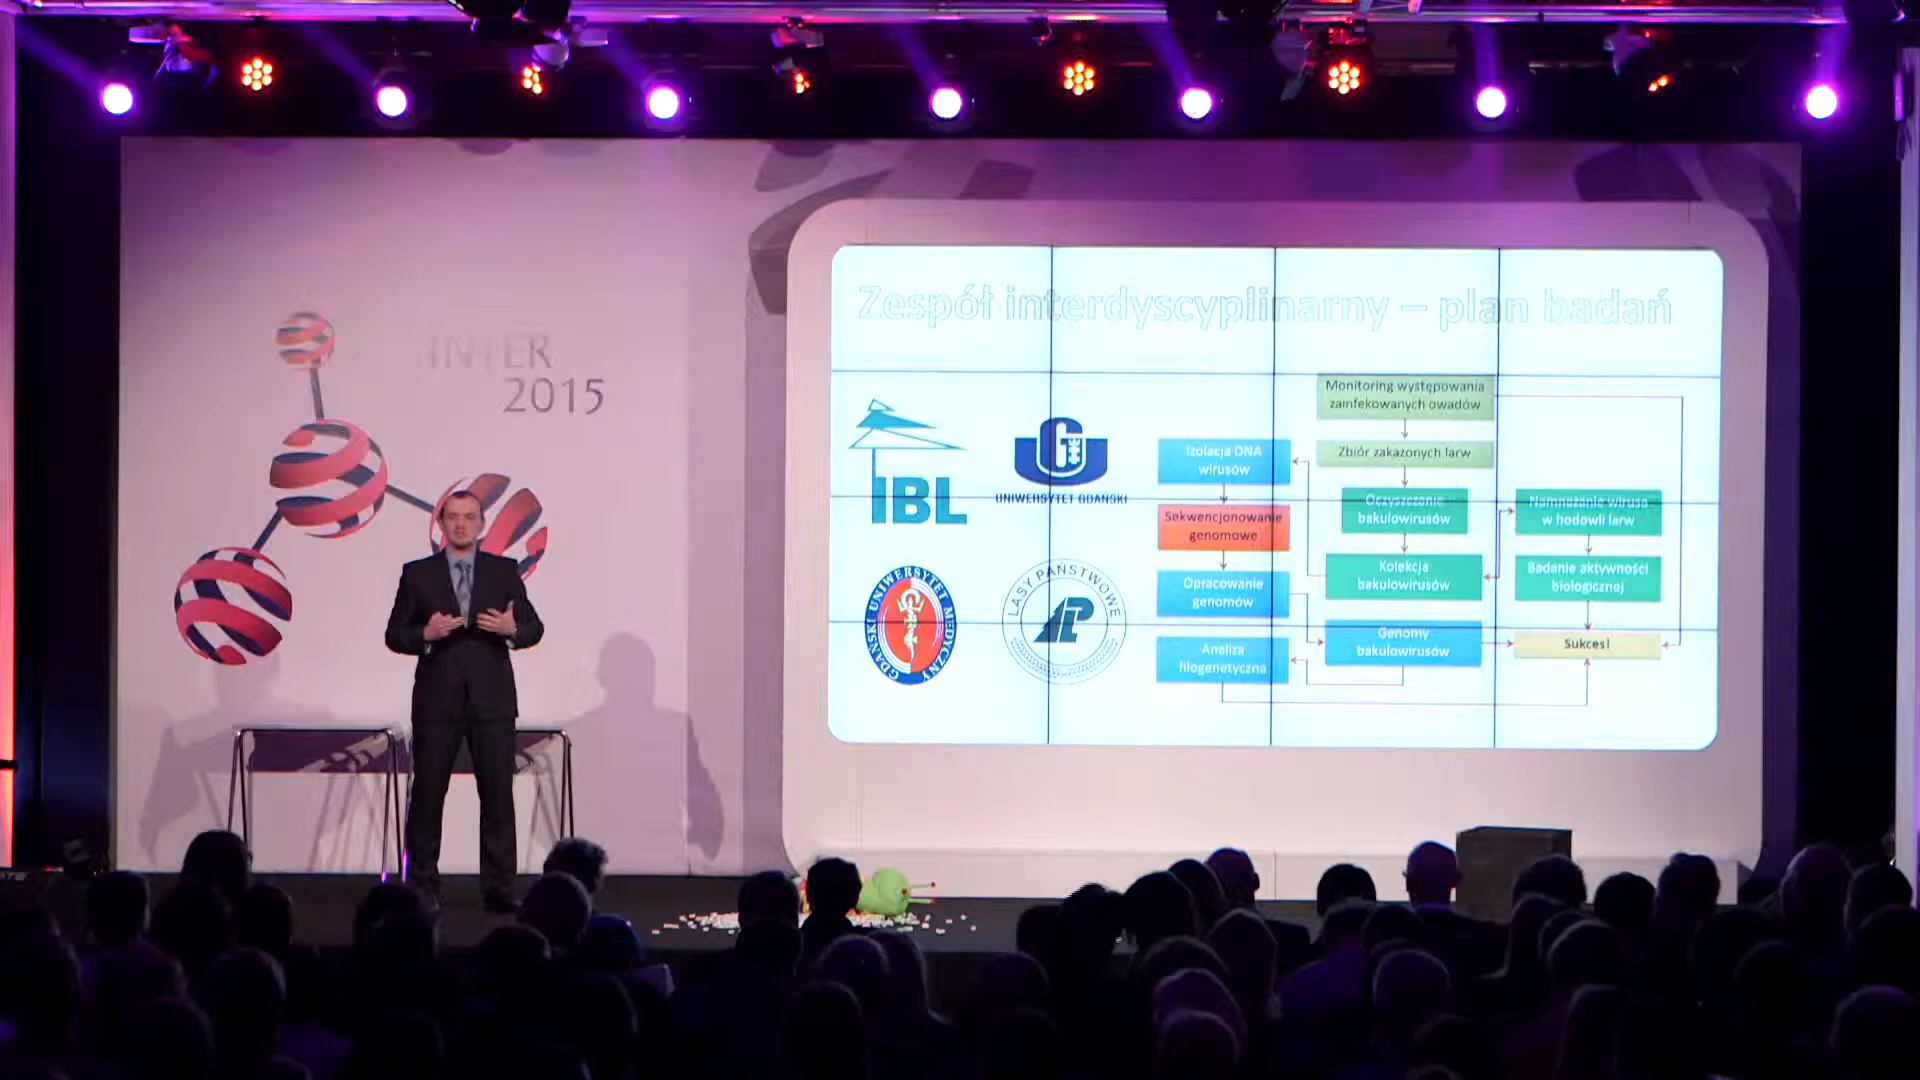 INTER
2015
Zespół interdyscyplinarny – plan badań
IBL
UNIWERSYTET GDAŃSKI
GDAŃSKI UNIWERSYTET MEDYCZNY
LASY PAŃSTWOWE
Monitoring występowania
zainfekowanych owadów
Zbiór zakażonych larw
Izolacja DNA
wirusów
Oczyszczanie
bakulowirusów
Namnażanie wirusa
w hodowli larw
Sekwencjonowanie
genomowe
Kolekcja
bakulowirusów
Badanie aktywności
biologicznej
Opracowanie
genomów
Genomy
bakulowirusów
Sukces!
Analiza
filogenetyczna